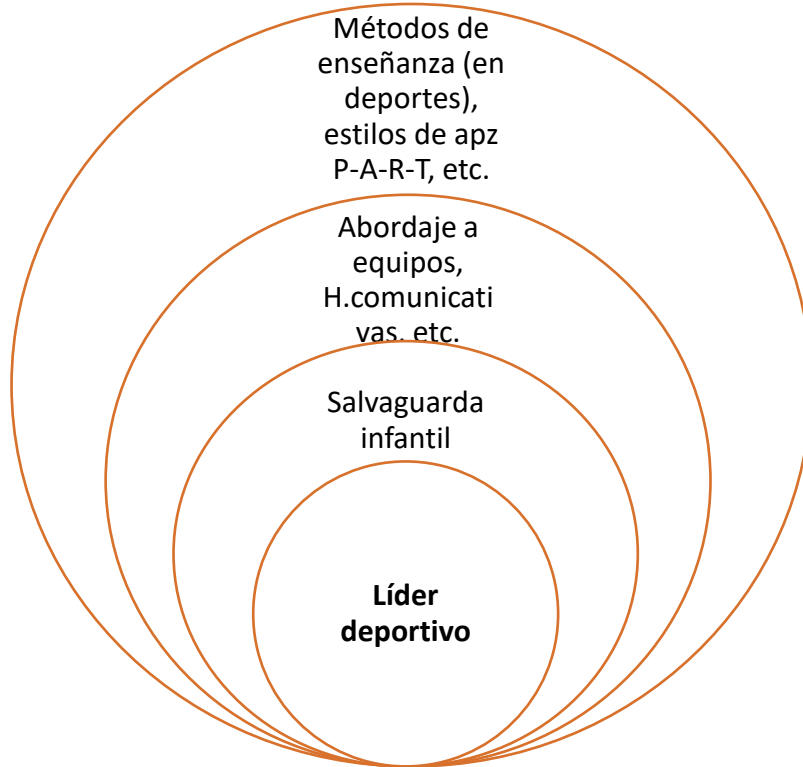 Métodos de
enseñanza (en
deportes),
estilos de apz
P-A-R-T, etc.
Abordaje a
equipos,
H.comunicati
vas, etc.
Salvaguarda
infantil
Líder
deportivo